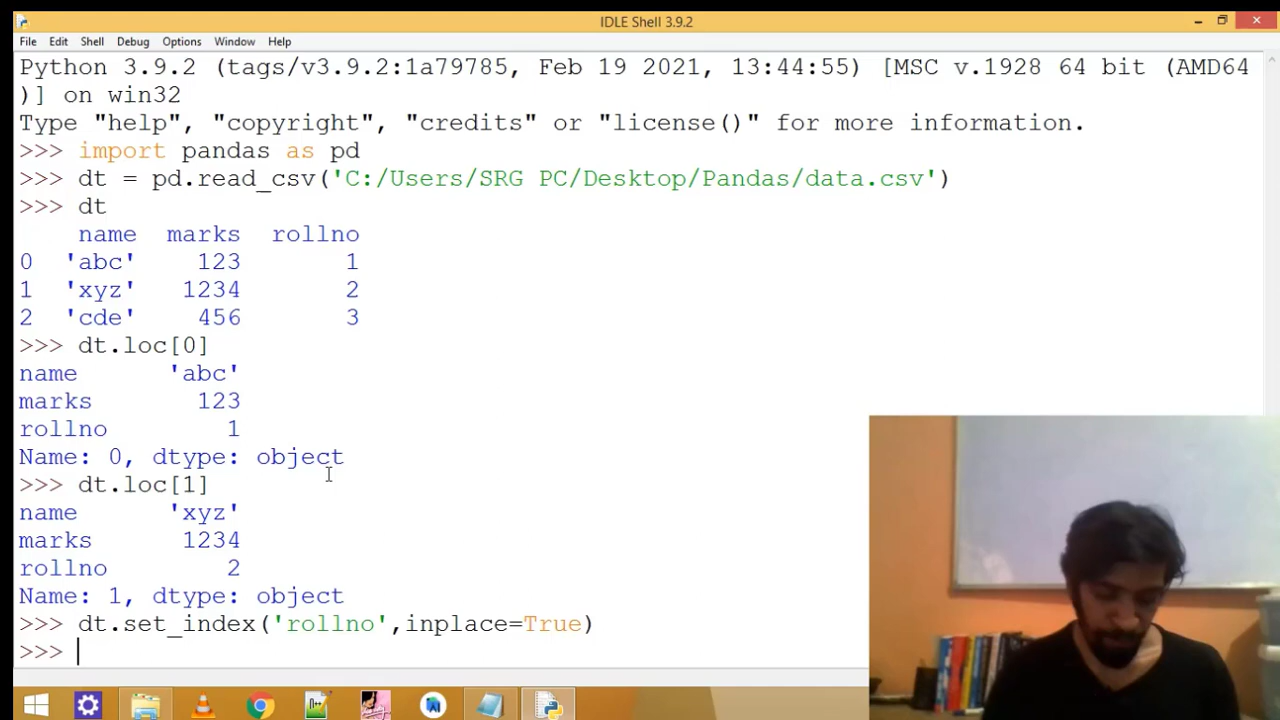 IDLE Shell 3.9.2
File Edit Shell Debug Options Window Help
Python 3.9.2 (tags/v3.9.2:1a79785, Feb 19 2021, 13:44:55) [MSC v.1928 64 bit (AMD64
)] on win32
Type "help", "copyright", "credits" or "license()" for more information.
>>> import pandas as pd
>>> dt = pd.read_csv('C:/Users/SRG PC/Desktop/Pandas/data.csv')
>>> dt
name marks rollno
0 'abc' 123 1
1 'xyz' 1234 2
2 'cde' 456 3
>>> dt.loc[0]
name 'abc'
marks 123
rollno 1
Name: 0, dtype: object
>>> dt.loc[1]
name 'xyz'
marks 1234
rollno 2
Name: 1, dtype: object
>>> dt.set_index('rollno',inplace=True)
>>>